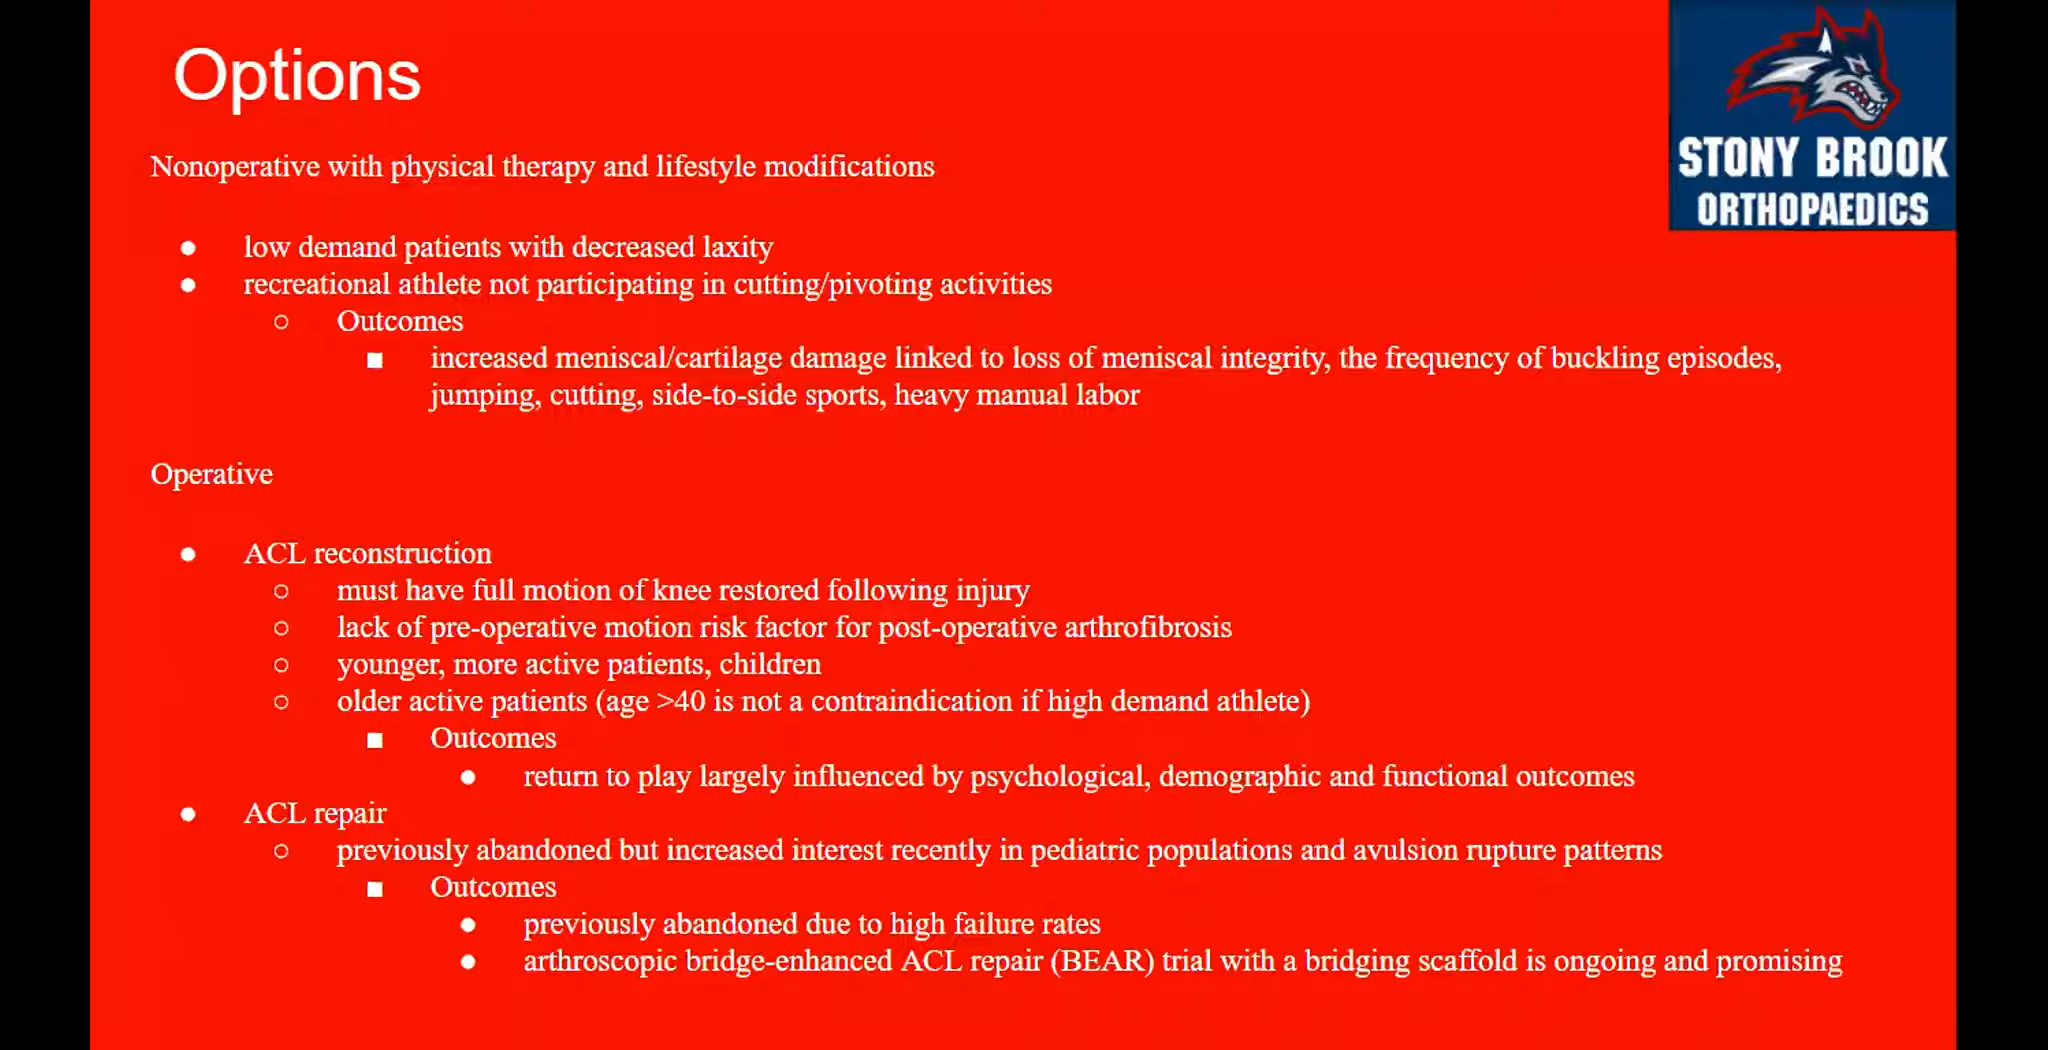 Options
STONY BROOK
ORTHOPAEDICS
Nonoperative with physical therapy and lifestyle modifications
● low demand patients with decreased laxity
● recreational athlete not participating in cutting/pivoting activities
○ Outcomes
■ increased meniscal/cartilage damage linked to loss of meniscal integrity, the frequency of buckling episodes,
jumping, cutting, side-to-side sports, heavy manual labor
Operative
● ACL reconstruction
○ must have full motion of knee restored following injury
○ lack of pre-operative motion risk factor for post-operative arthrofibrosis
○ younger, more active patients, children
○ older active patients (age >40 is not a contraindication if high demand athlete)
■ Outcomes
● return to play largely influenced by psychological, demographic and functional outcomes
● ACL repair
○ previously abandoned but increased interest recently in pediatric populations and avulsion rupture patterns
■ Outcomes
● previously abandoned due to high failure rates
● arthroscopic bridge-enhanced ACL repair (BEAR) trial with a bridging scaffold is ongoing and promising